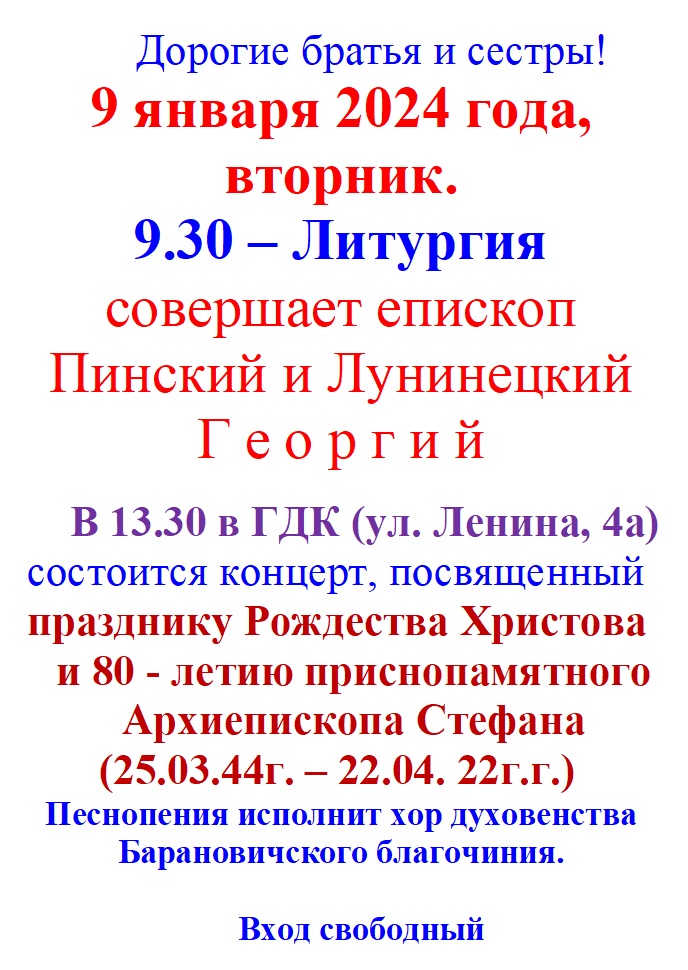 Дорогие братья и сестры!
9 января 2024 года,
вторник.
9.30 – Литургия
совершает епископ
Пинский и Лунинецкий
Г е о р г и й
В 13.30 в ГДК (ул. Ленина, 4а)
состоится концерт, посвященный
празднику Рождества Христова
и 80 - летию приснопамятного
Архиепископа Стефана
(25.03.44г. – 22.04. 22г.г.)
Песнопения исполнит хор духовенства
Барановичского благочиния.
Вход свободный